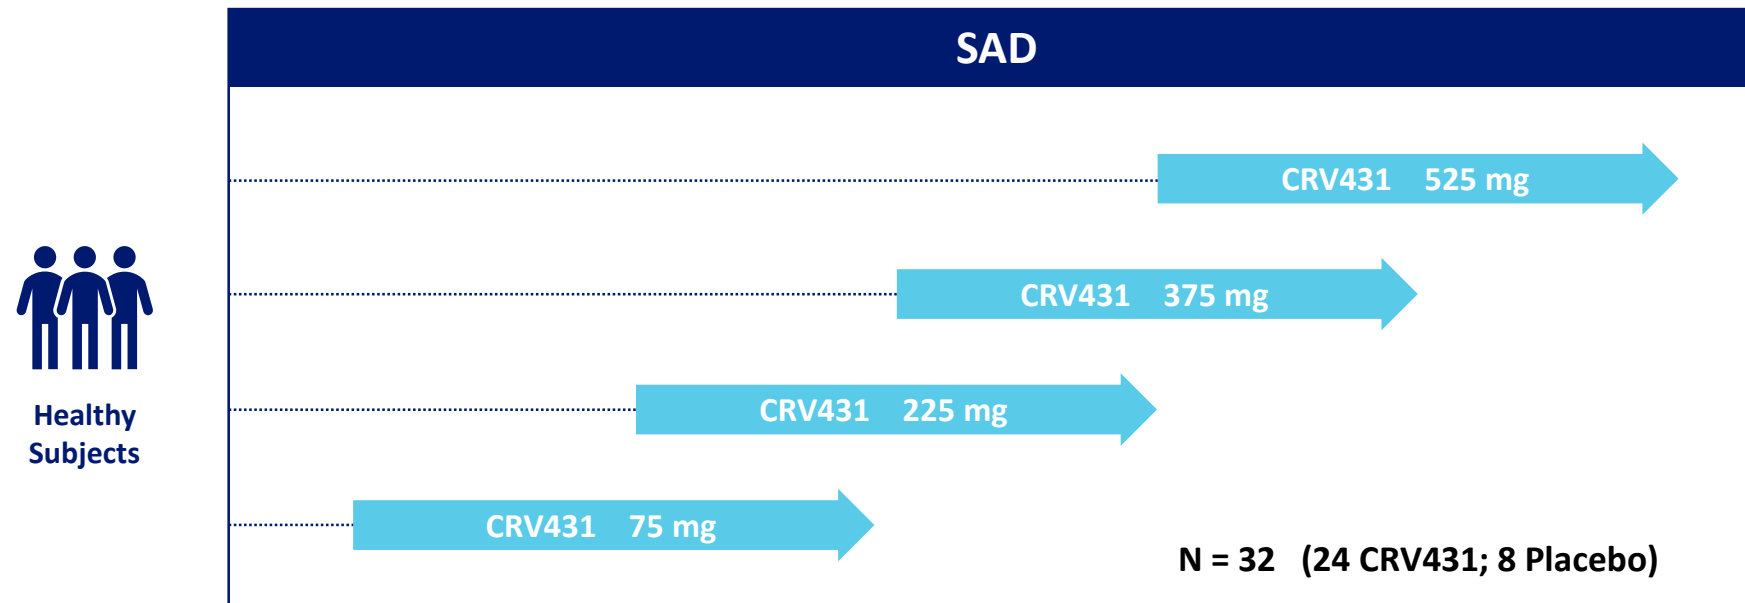 SAD
CRV431 525 mg
CRV431 375 mg
Healthy
Subjects
CRV431 225 mg
CRV431 75 mg
N = 32 (24 CRV431; 8 Placebo)